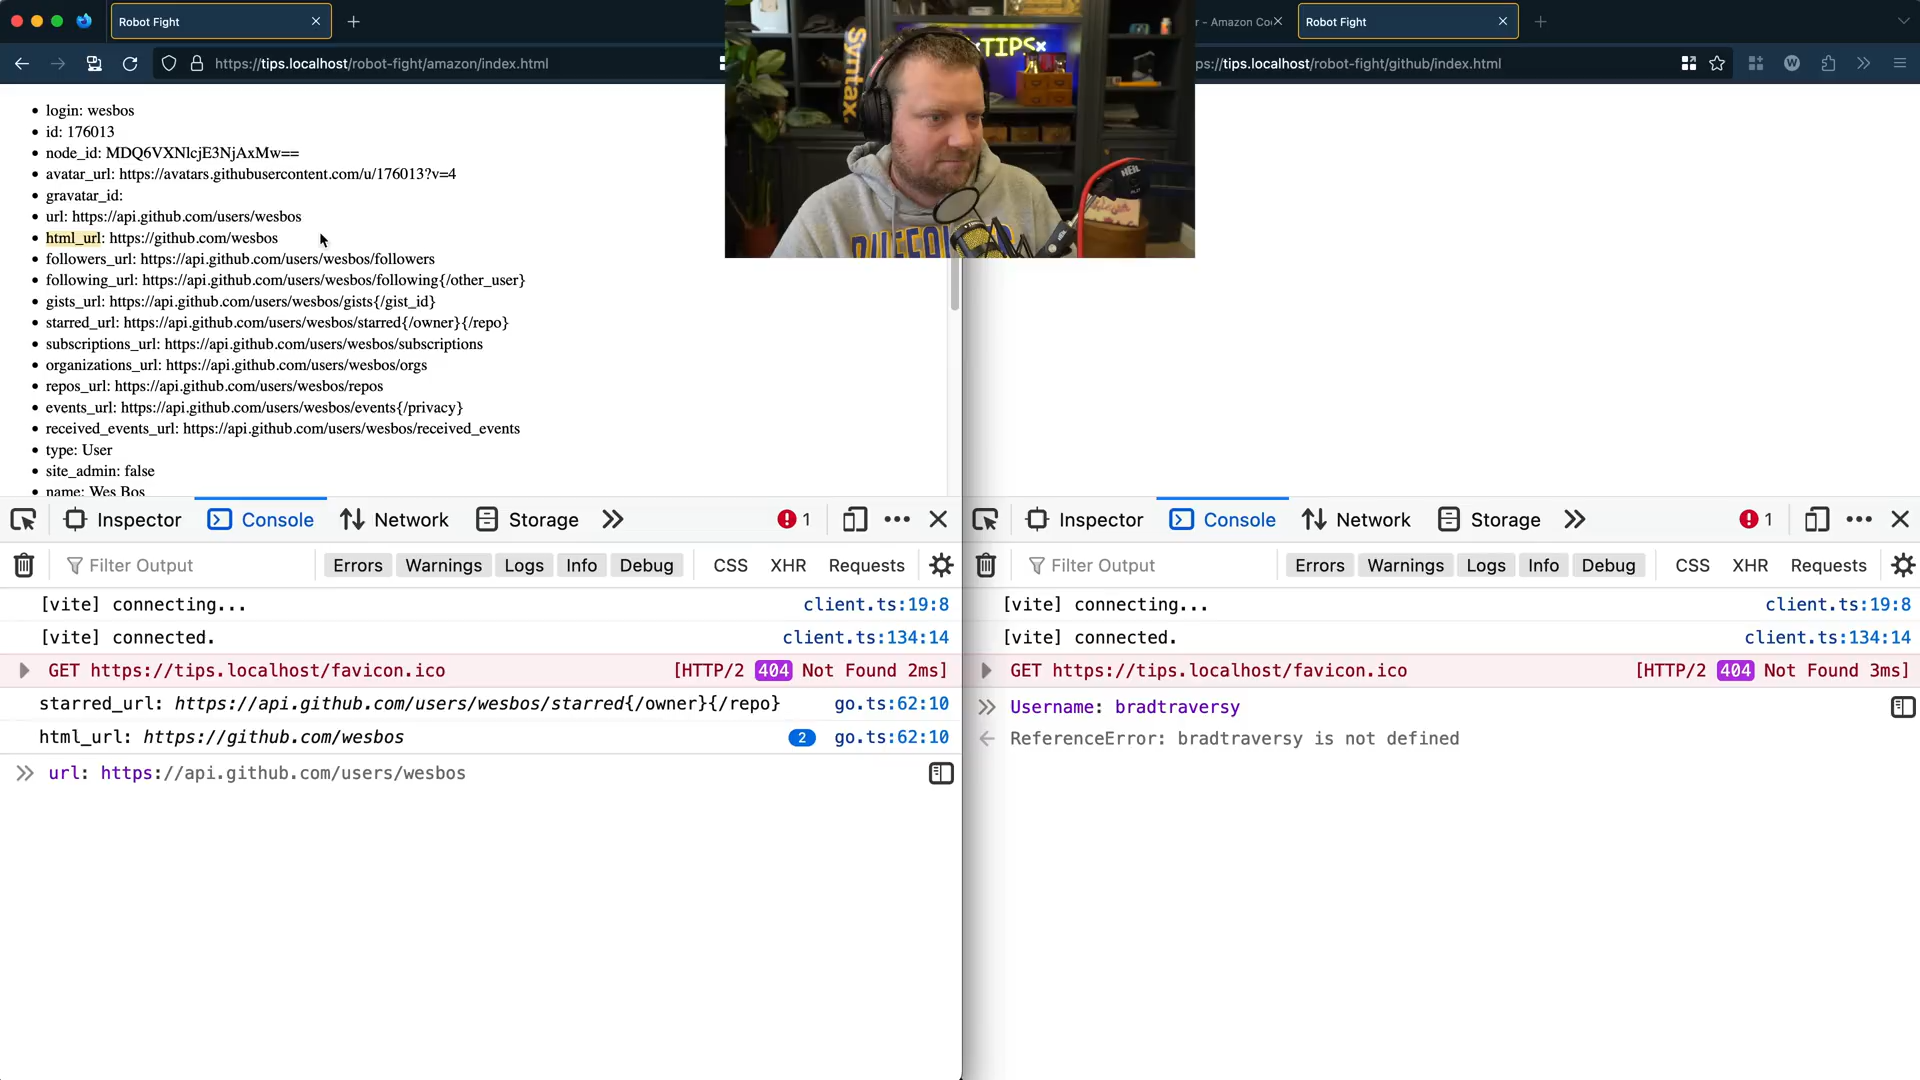 Robot Fight
r - Amazon Co
Robot Fight
https://tips.localhost/robot-fight/amazon/index.html
ps://tips.localhost/robot-fight/github/index.html
W
Syntax.
×TIPS×
HEIL
login: wesbos
id: 176013
node_id: MDQ6VXNlcjE3NjAxMw==
avatar_url: https://avatars.githubusercontent.com/u/176013?v=4
gravatar_id:
url: https://api.github.com/users/wesbos
html_url: https://github.com/wesbos
followers_url: https://api.github.com/users/wesbos/followers
following_url: https://api.github.com/users/wesbos/following{/other_user}
gists_url: https://api.github.com/users/wesbos/gists{/gist_id}
starred_url: https://api.github.com/users/wesbos/starred{/owner}{/repo}
subscriptions_url: https://api.github.com/users/wesbos/subscriptions
organizations_url: https://api.github.com/users/wesbos/orgs
repos_url: https://api.github.com/users/wesbos/repos
events_url: https://api.github.com/users/wesbos/events{/privacy}
received_events_url: https://api.github.com/users/wesbos/received_events
type: User
site_admin: false
name: Wes Bos
Inspector Console Network Storage 1
Filter Output Errors Warnings Logs Info Debug CSS XHR Requests
[vite] connecting... client.ts:19:8
[vite] connected. client.ts:134:14
GET https://tips.localhost/favicon.ico [HTTP/2 404 Not Found 2ms]
starred_url: https://api.github.com/users/wesbos/starred{/owner}{/repo} go.ts:62:10
html_url: https://github.com/wesbos 2 go.ts:62:10
url: https://api.github.com/users/wesbos
Inspector Console Network Storage 1
Filter Output Errors Warnings Logs Info Debug CSS XHR Requests
[vite] connecting... client.ts:19:8
[vite] connected. client.ts:134:14
GET https://tips.localhost/favicon.ico [HTTP/2 404 Not Found 3ms]
Username: bradtraversy
ReferenceError: bradtraversy is not defined